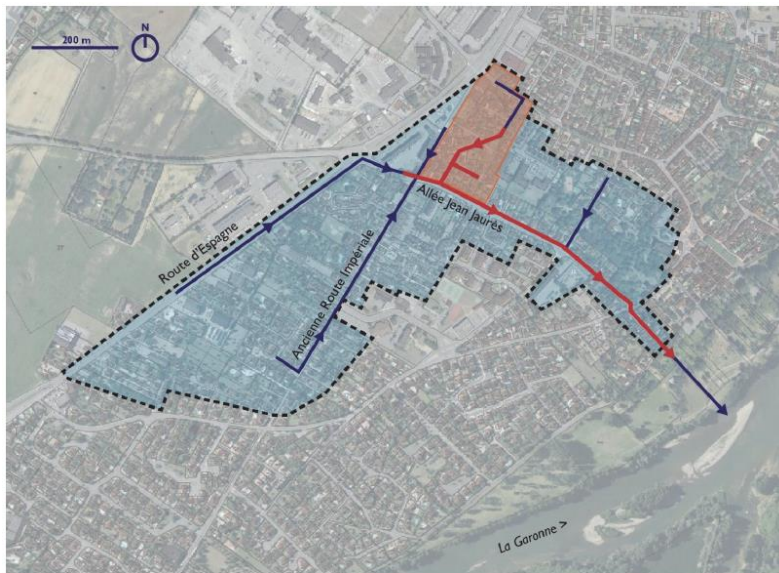 200 m
N
Route d'Espagne
Ancienne Route Impériale
Allée Jean Jaurès
La Garonne >